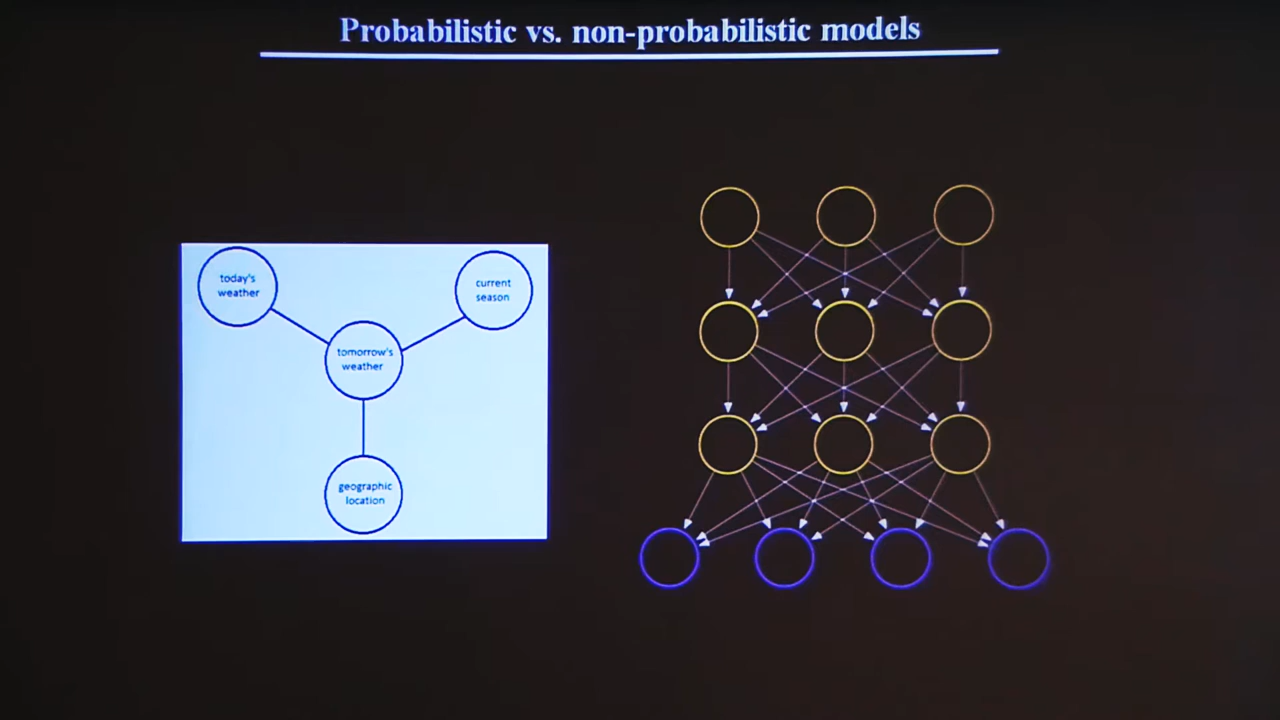 Probabilistic vs. non-probabilistic models
today's
weather
current
season
tomorrow's
weather
geographic
location